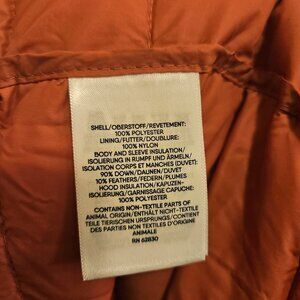 SHELL/OBERSTOFF/REVETEMENT:
100% POLYESTER
LINING/FUTTER/DOUBLURE:
100% NYLON
BODY AND SLEEVE INSULATION/
ISOLIERUNG IN RUMPF UND ÄRMELN/
ISOLATION CORPS ET MANCHES (DUVET):
90% DOWN/DAUNEN/DUVET
10% FEATHERS/FEDERN/PLUMES
HOOD INSULATION/KAPUZEN-
ISOLIERUNG/GARNISSAGE CAPUCHE:
100% POLYESTER
CONTAINS NON-TEXTILE PARTS OF
ANIMAL ORIGIN/ENTHÄLT NICHT-TEXTILE
TEILE TIERISCHEN URSPRUNGS/CONTIENT
DES PARTIES NON TEXTILES D'ORIGINE
ANIMALE
RN 62830